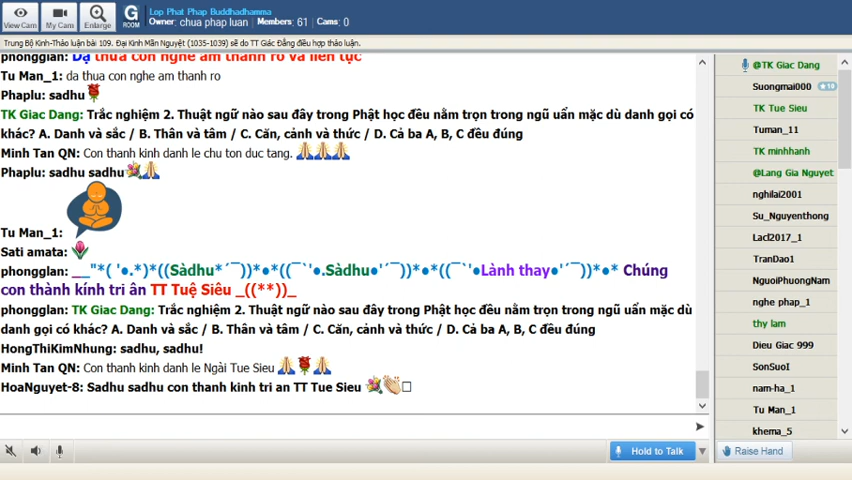 View Cam
My Cam
Enlarge
G
ROOM
Lop Phat Phap Buddhadhamma
Owner: chua phap luan Members: 61 Cams: 0
Trung Bộ Kinh-Thảo luận bài 109. Đại Kinh Mãn Nguyệt (1035-1039) sẽ do TT Giác Đẳng điều hợp thảo luận.
phongglan: Dạ thưa con nghe âm thanh rõ và liên tục
Tu Man_1: da thua con nghe am thanh ro
Phaplu: sadhu
TK Giac Dang: Trắc nghiệm 2. Thuật ngữ nào sau đây trong Phật học đều nằm trọn trong ngũ uẩn mặc dù danh gọi có
khác? A. Danh và sắc / B. Thân và tâm / C. Căn, cảnh và thức / D. Cả ba A, B, C đều đúng
Minh Tan QN: Con thanh kinh danh le chu ton duc tang.
Phaplu: sadhu sadhu
Tu Man_1:
Sati amata:
phongglan: __"*( '●.*)*((Sàdhu*´¯))*●*((¯`'●.Sàdhu●'´¯))*●*((¯`'●Lành thay●'´¯))*●* Chúng
con thành kính tri ân TT Tuệ Siêu _((**))_
phongglan: TK Giac Dang: Trắc nghiệm 2. Thuật ngữ nào sau đây trong Phật học đều nằm trọn trong ngũ uẩn mặc dù
danh gọi có khác? A. Danh và sắc / B. Thân và tâm / C. Căn, cảnh và thức / D. Cả ba A, B, C đều đúng
HongThiKimNhung: sadhu, sadhu!
Minh Tan QN: Con thanh kinh danh le Ngài Tue Sieu
HoaNguyet-8: Sadhu sadhu con thanh kinh tri an TT Tue Sieu
@TK Giac Dang
Suongmai000
10
TK Tue Sieu
Tuman_11
TK minhhanh
@Lang Gia Nguyet
nghilai2001
Su_Nguyenthong
Lacl2017_1
TranDao1
NguoiPhuongNam
nghe phap_1
thy lam
Dieu Giac 999
SonSuoI
nam-ha_1
Tu Man_1
khema_5
Hold to Talk
Raise Hand